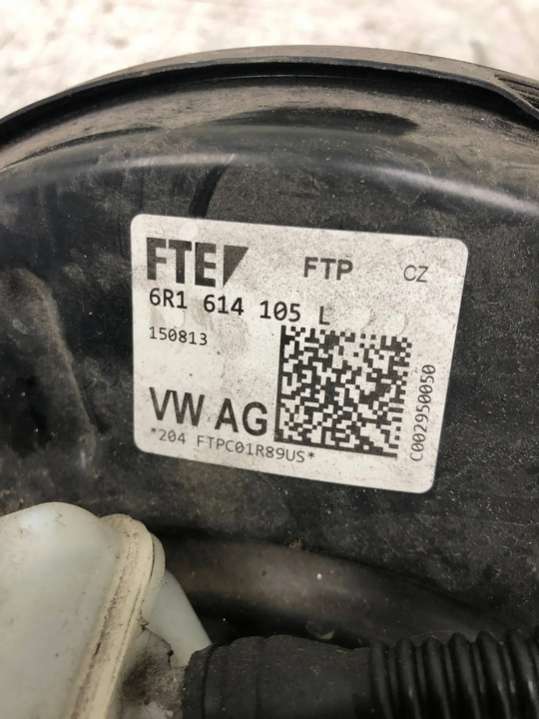 FTE FTP CZ
6R1 614 105 L
150813
VW AG
*204 FTPC01R89US*
C002950050